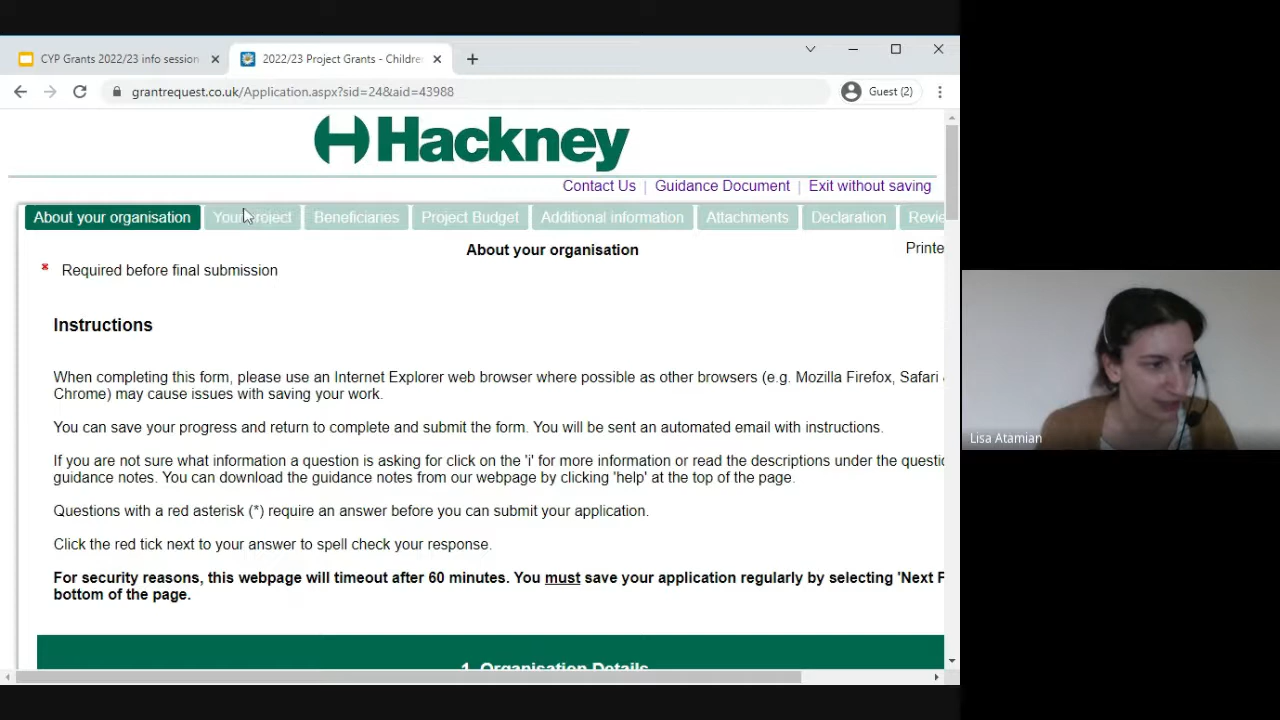 CYP Grants 2022/23 info session
2022/23 Project Grants - Childre
grantrequest.co.uk/Application.aspx?sid=24&aid=43988
Guest (2)
Hackney
Contact Us | Guidance Document | Exit without saving
About your organisation Your project Beneficiaries Project Budget Additional information Attachments Declaration Revie
About your organisation
Printe
Required before final submission
Instructions
When completing this form, please use an Internet Explorer web browser where possible as other browsers (e.g. Mozilla Firefox, Safari
Chrome) may cause issues with saving your work.
You can save your progress and return to complete and submit the form. You will be sent an automated email with instructions.
If you are not sure what information a question is asking for click on the 'i' for more information or read the descriptions under the questi
guidance notes. You can download the guidance notes from our webpage by clicking 'help' at the top of the page.
Questions with a red asterisk (*) require an answer before you can submit your application.
Click the red tick next to your answer to spell check your response.
For security reasons, this webpage will timeout after 60 minutes. You must save your application regularly by selecting 'Next P
bottom of the page.
1. Organisation Details
Lisa Atamian